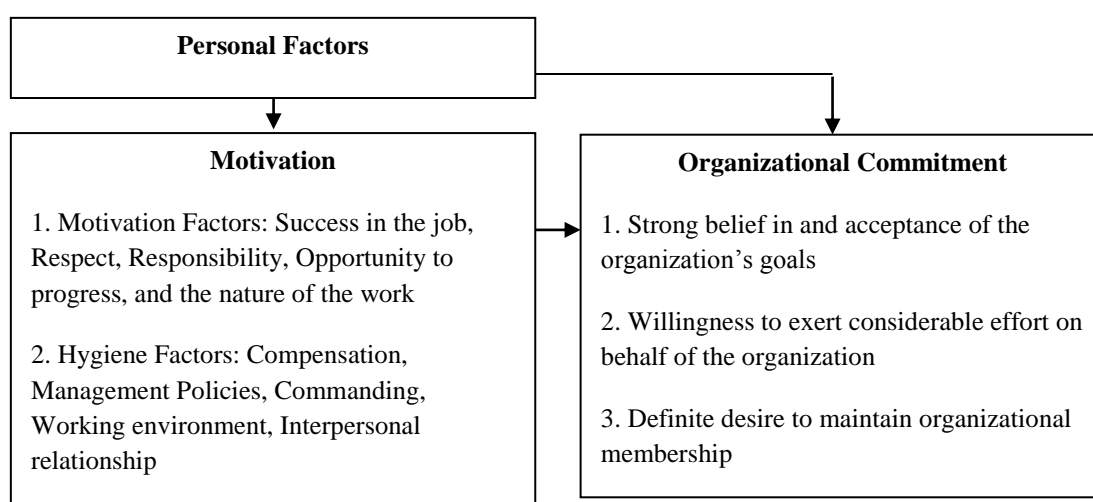 Personal Factors
Motivation
1. Motivation Factors: Success in the job,
Respect, Responsibility, Opportunity to
progress, and the nature of the work
2. Hygiene Factors: Compensation,
Management Policies, Commanding,
Working environment, Interpersonal
relationship
Organizational Commitment
1. Strong belief in and acceptance of the
organization’s goals
2. Willingness to exert considerable effort on
behalf of the organization
3. Definite desire to maintain organizational
membership